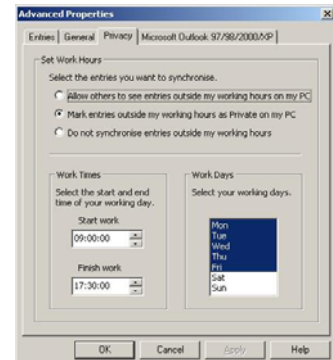 Advanced Properties
Entries General Privacy Microsoft Outlook 97/98/2000/XP
Set Work Hours
Select the entries you want to synchronise.
Allow others to see entries outside my working hours on my PC
Mark entries outside my working hours as Private on my PC
Do not synchronise entries outside my working hours
Work Times
Select the start and end
time of your working day.
Start work
09:00:00
Finish work
17:30:00
Work Days
Select your working days.
Mon
Tue
Wed
Thu
Fri
Sat
Sun
OK Cancel Apply Help